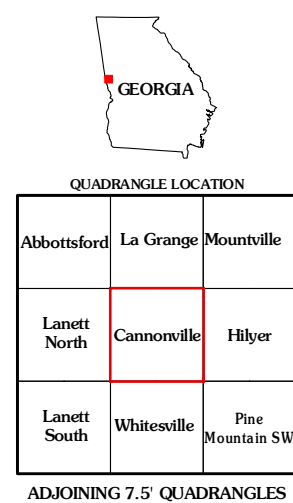 GEORGIA
QUADRANGLE LOCATION
Abbottsford La Grange Mountville
Lanett
North
Cannonville
Hilyer
Lanett
South
Whitesville
Pine
Mountain SW
ADJOINING 7.5' QUADRANGLES